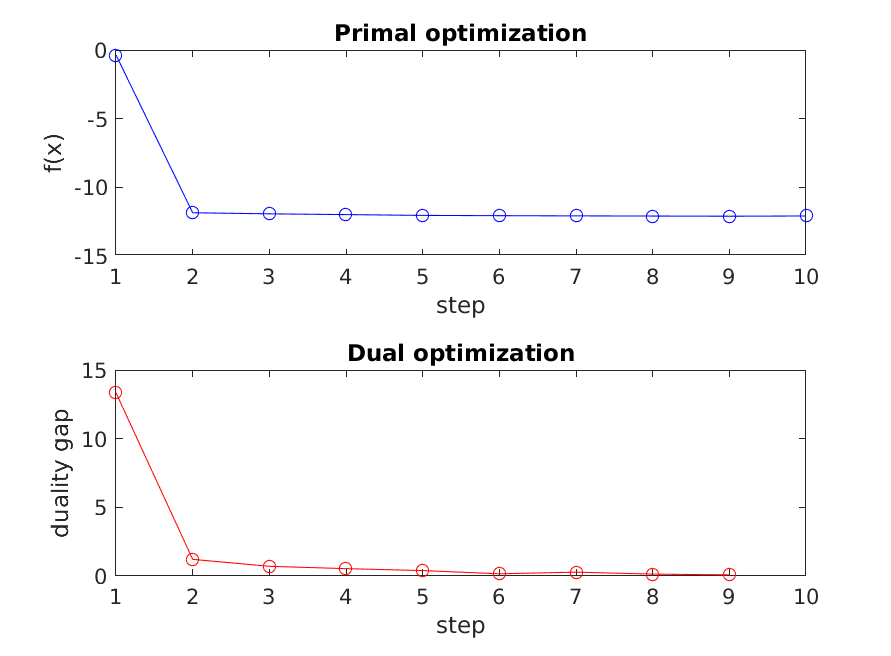 Primal optimization
0
-5
-10
-15
f(x)
1 2 3 4 5 6 7 8 9 10
step
Dual optimization
15
10
5
0
duality gap
1 2 3 4 5 6 7 8 9 10
step